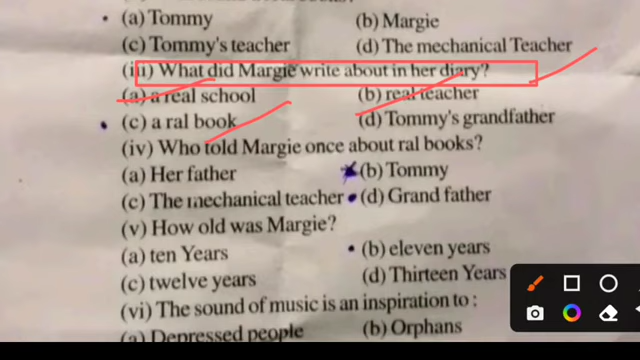 (a) Tommy (b) Margie
(c) Tommy's teacher (d) The mechanical Teacher
(iii) What did Margie write about in her diary?
(a) a real school (b) real teacher
(c) a ral book (d) Tommy's grandfather
(iv) Who told Margie once about ral books?
(a) Her father (b) Tommy
(c) The mechanical teacher (d) Grand father
(v) How old was Margie?
(a) ten Years (b) eleven years
(c) twelve years (d) Thirteen Years
(vi) The sound of music is an inspiration to :
(a) Depressed people (b) Orphans